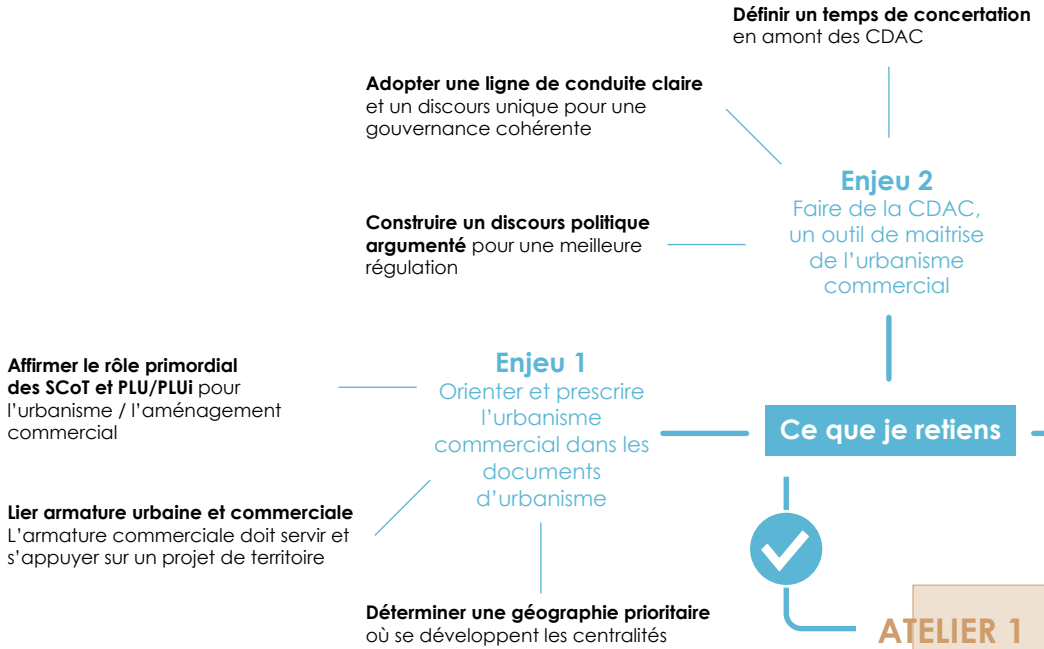 Définir un temps de concertation
en amont des CDAC
Adopter une ligne de conduite claire
et un discours unique pour une
gouvernance cohérente
Enjeu 2
Faire de la CDAC,
un outil de maitrise
de l'urbanisme
commercial
Construire un discours politique
argumenté pour une meilleure
régulation
Affirmer le rôle primordial
des SCoT et PLU/PLUi pour
l'urbanisme / l'aménagement
commercial
Enjeu 1
Orienter et prescrire
l'urbanisme
commercial dans les
documents
d'urbanisme
Ce que je retiens
Lier armature urbaine et commerciale
L'armature commerciale doit servir et
s'appuyer sur un projet de territoire
Déterminer une géographie prioritaire
où se développent les centralités
ATELIER 1